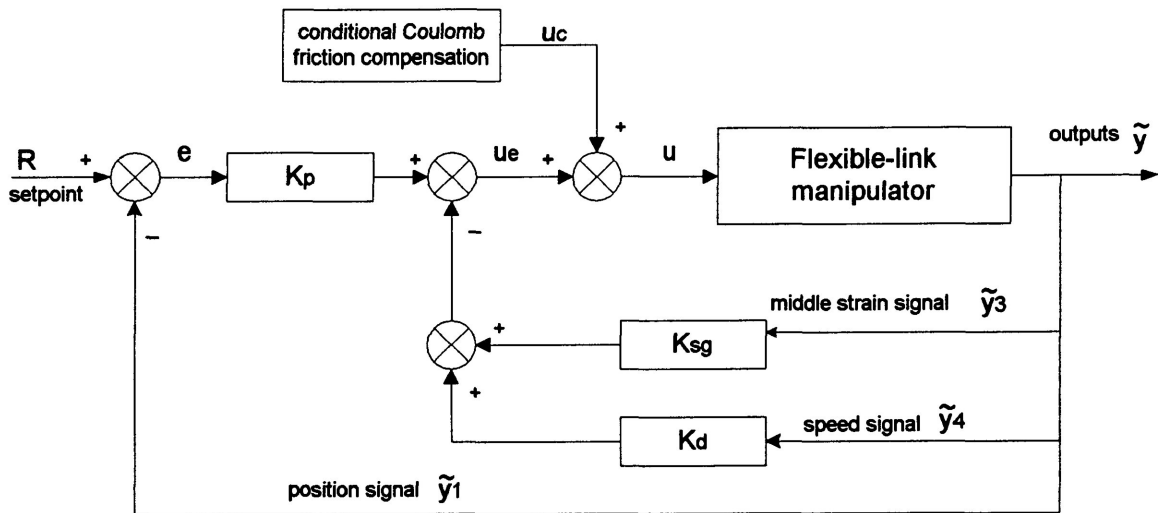 conditional Coulomb
friction compensation
uc
+
outputs ỹ
R
+
e
Kp
+
ue
+
u
Flexible-link
manipulator
setpoint
−
−
middle strain signal ỹ3
+
Ksg
+
speed signal ỹ4
Kd
position signal ỹ1